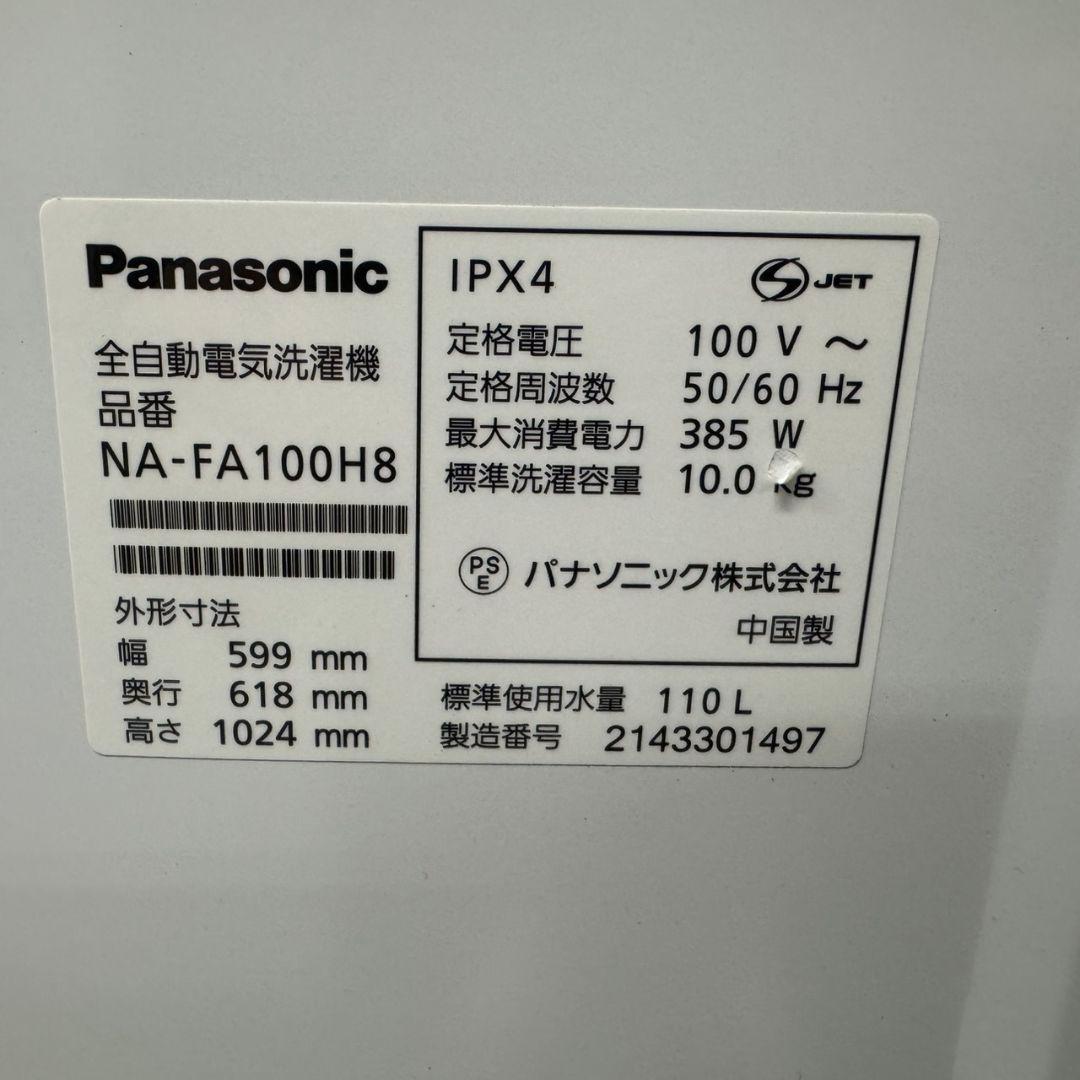 Panasonic
全自動電気洗濯機
品番
NA-FA100H8
外形寸法
幅 599 mm
奥行 618 mm
高さ 1024 mm
IPX4
S JET
定格電圧 100 V ～
定格周波数 50/60 Hz
最大消費電力 385 W
標準洗濯容量 10.0 kg
PS
E
パナソニック株式会社
中国製
標準使用水量 110 L
製造番号 2143301497